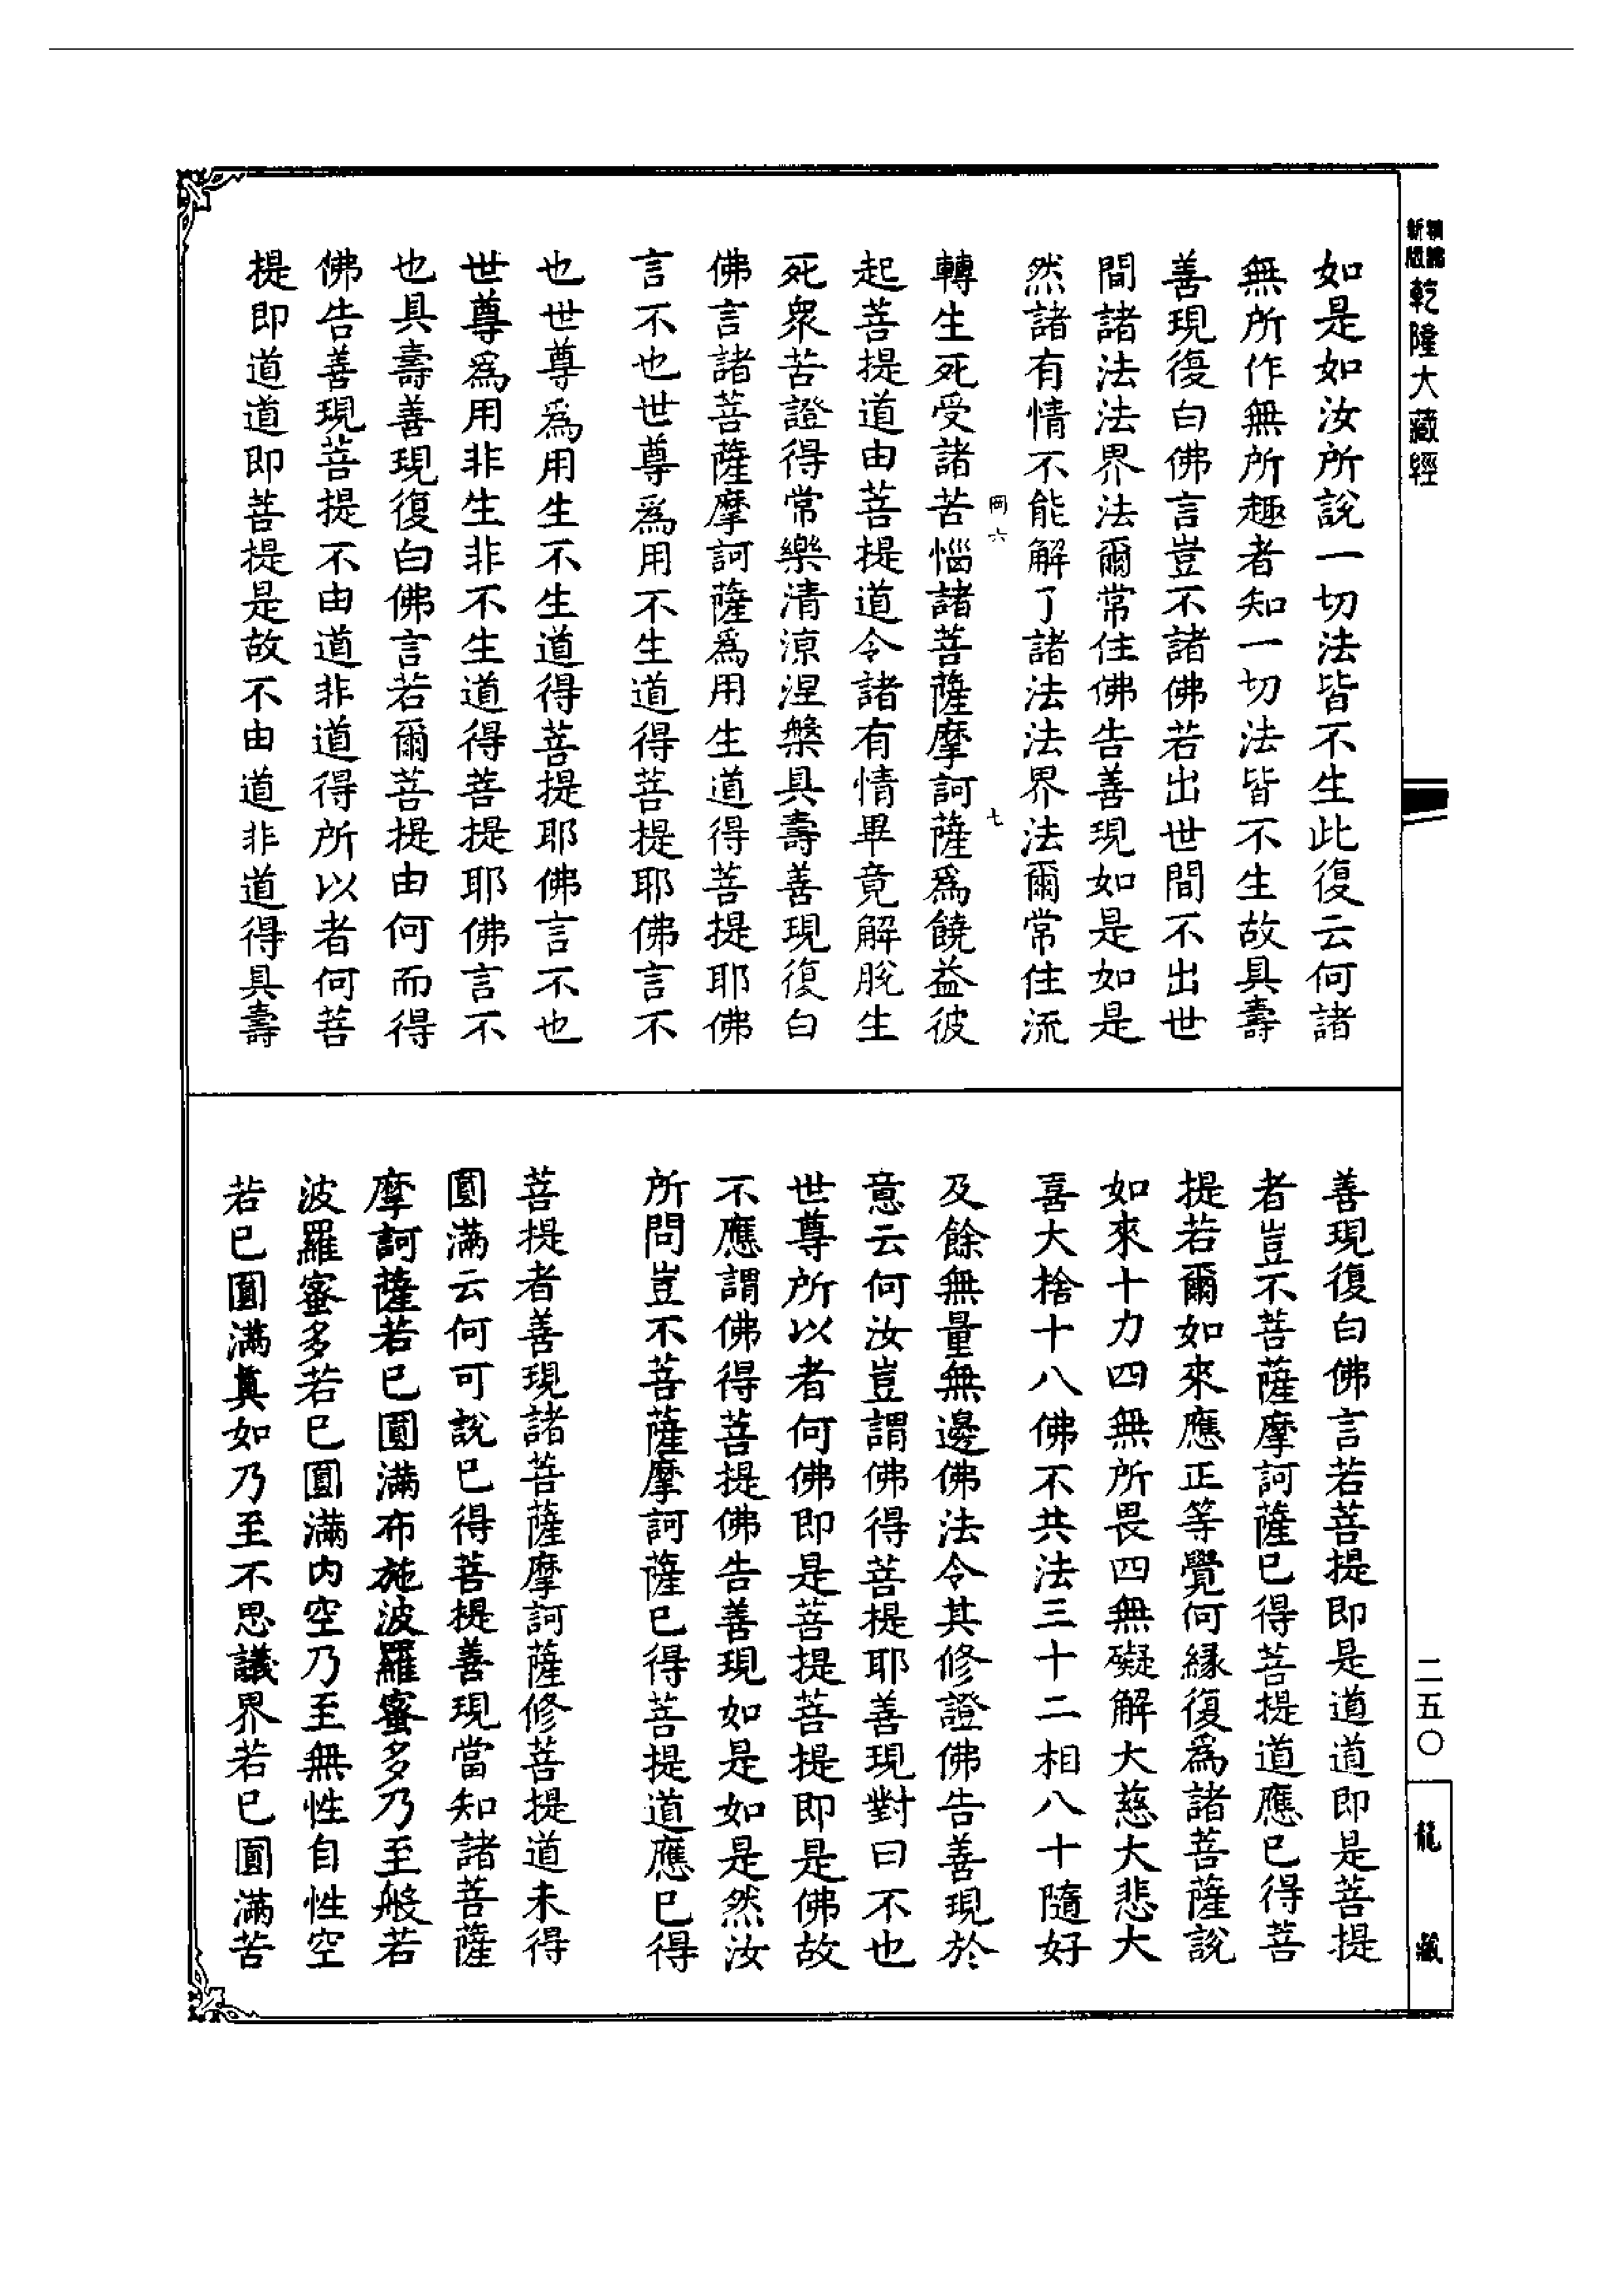 新編
新版
乾隆大藏經
如是如汝所說一切法皆不生此復云何諸
無所作無所趣者知一切法皆不生故具壽
善現復白佛言豈不諸佛若出世間不出世
間諸法法界法爾常住佛告善現如是如是
然諸有情不能解了諸法法界法爾常住流
岡六
七
轉生死受諸苦惱諸菩薩摩訶薩爲饒益彼
起菩提道由菩提道令諸有情畢竟解脫生
死衆苦證得常樂清涼涅槃具壽善現復白
佛言諸菩薩摩訶薩爲用生道得菩提耶佛
言不也世尊爲用不生道得菩提耶佛言不
也世尊爲用生不生道得菩提耶佛言不也
世尊爲用非生非不生道得菩提耶佛言不
也具壽善現復白佛言若爾菩提由何而得
佛告善現菩提不由道非道得所以者何菩
提即道道即菩提是故不由道非道得具壽
善現復白佛言若菩提即是道道即是菩提
者豈不菩薩摩訶薩已得菩提道應已得菩
提若爾如來應正等覺何緣復爲諸菩薩說
如來十力四無所畏四無礙解大慈大悲大
喜大捨十八佛不共法三十二相八十隨好
及餘無量無邊佛法令其修證佛告善現於
意云何汝豈謂佛得菩提耶善現對曰不也
世尊所以者何佛即是菩提菩提即是佛故
不應謂佛得菩提佛告善現如是如是然汝
所問豈不菩薩摩訶薩已得菩提道應已得
菩提者善現諸菩薩摩訶薩修菩提道未得
圓滿云何可說已得菩提善現當知諸菩薩
摩訶薩若已圓滿布施波羅蜜多乃至般若
波羅蜜多若已圓滿內空乃至無性自性空
若已圓滿真如乃至不思議界若已圓滿苦
二五〇
龍藏